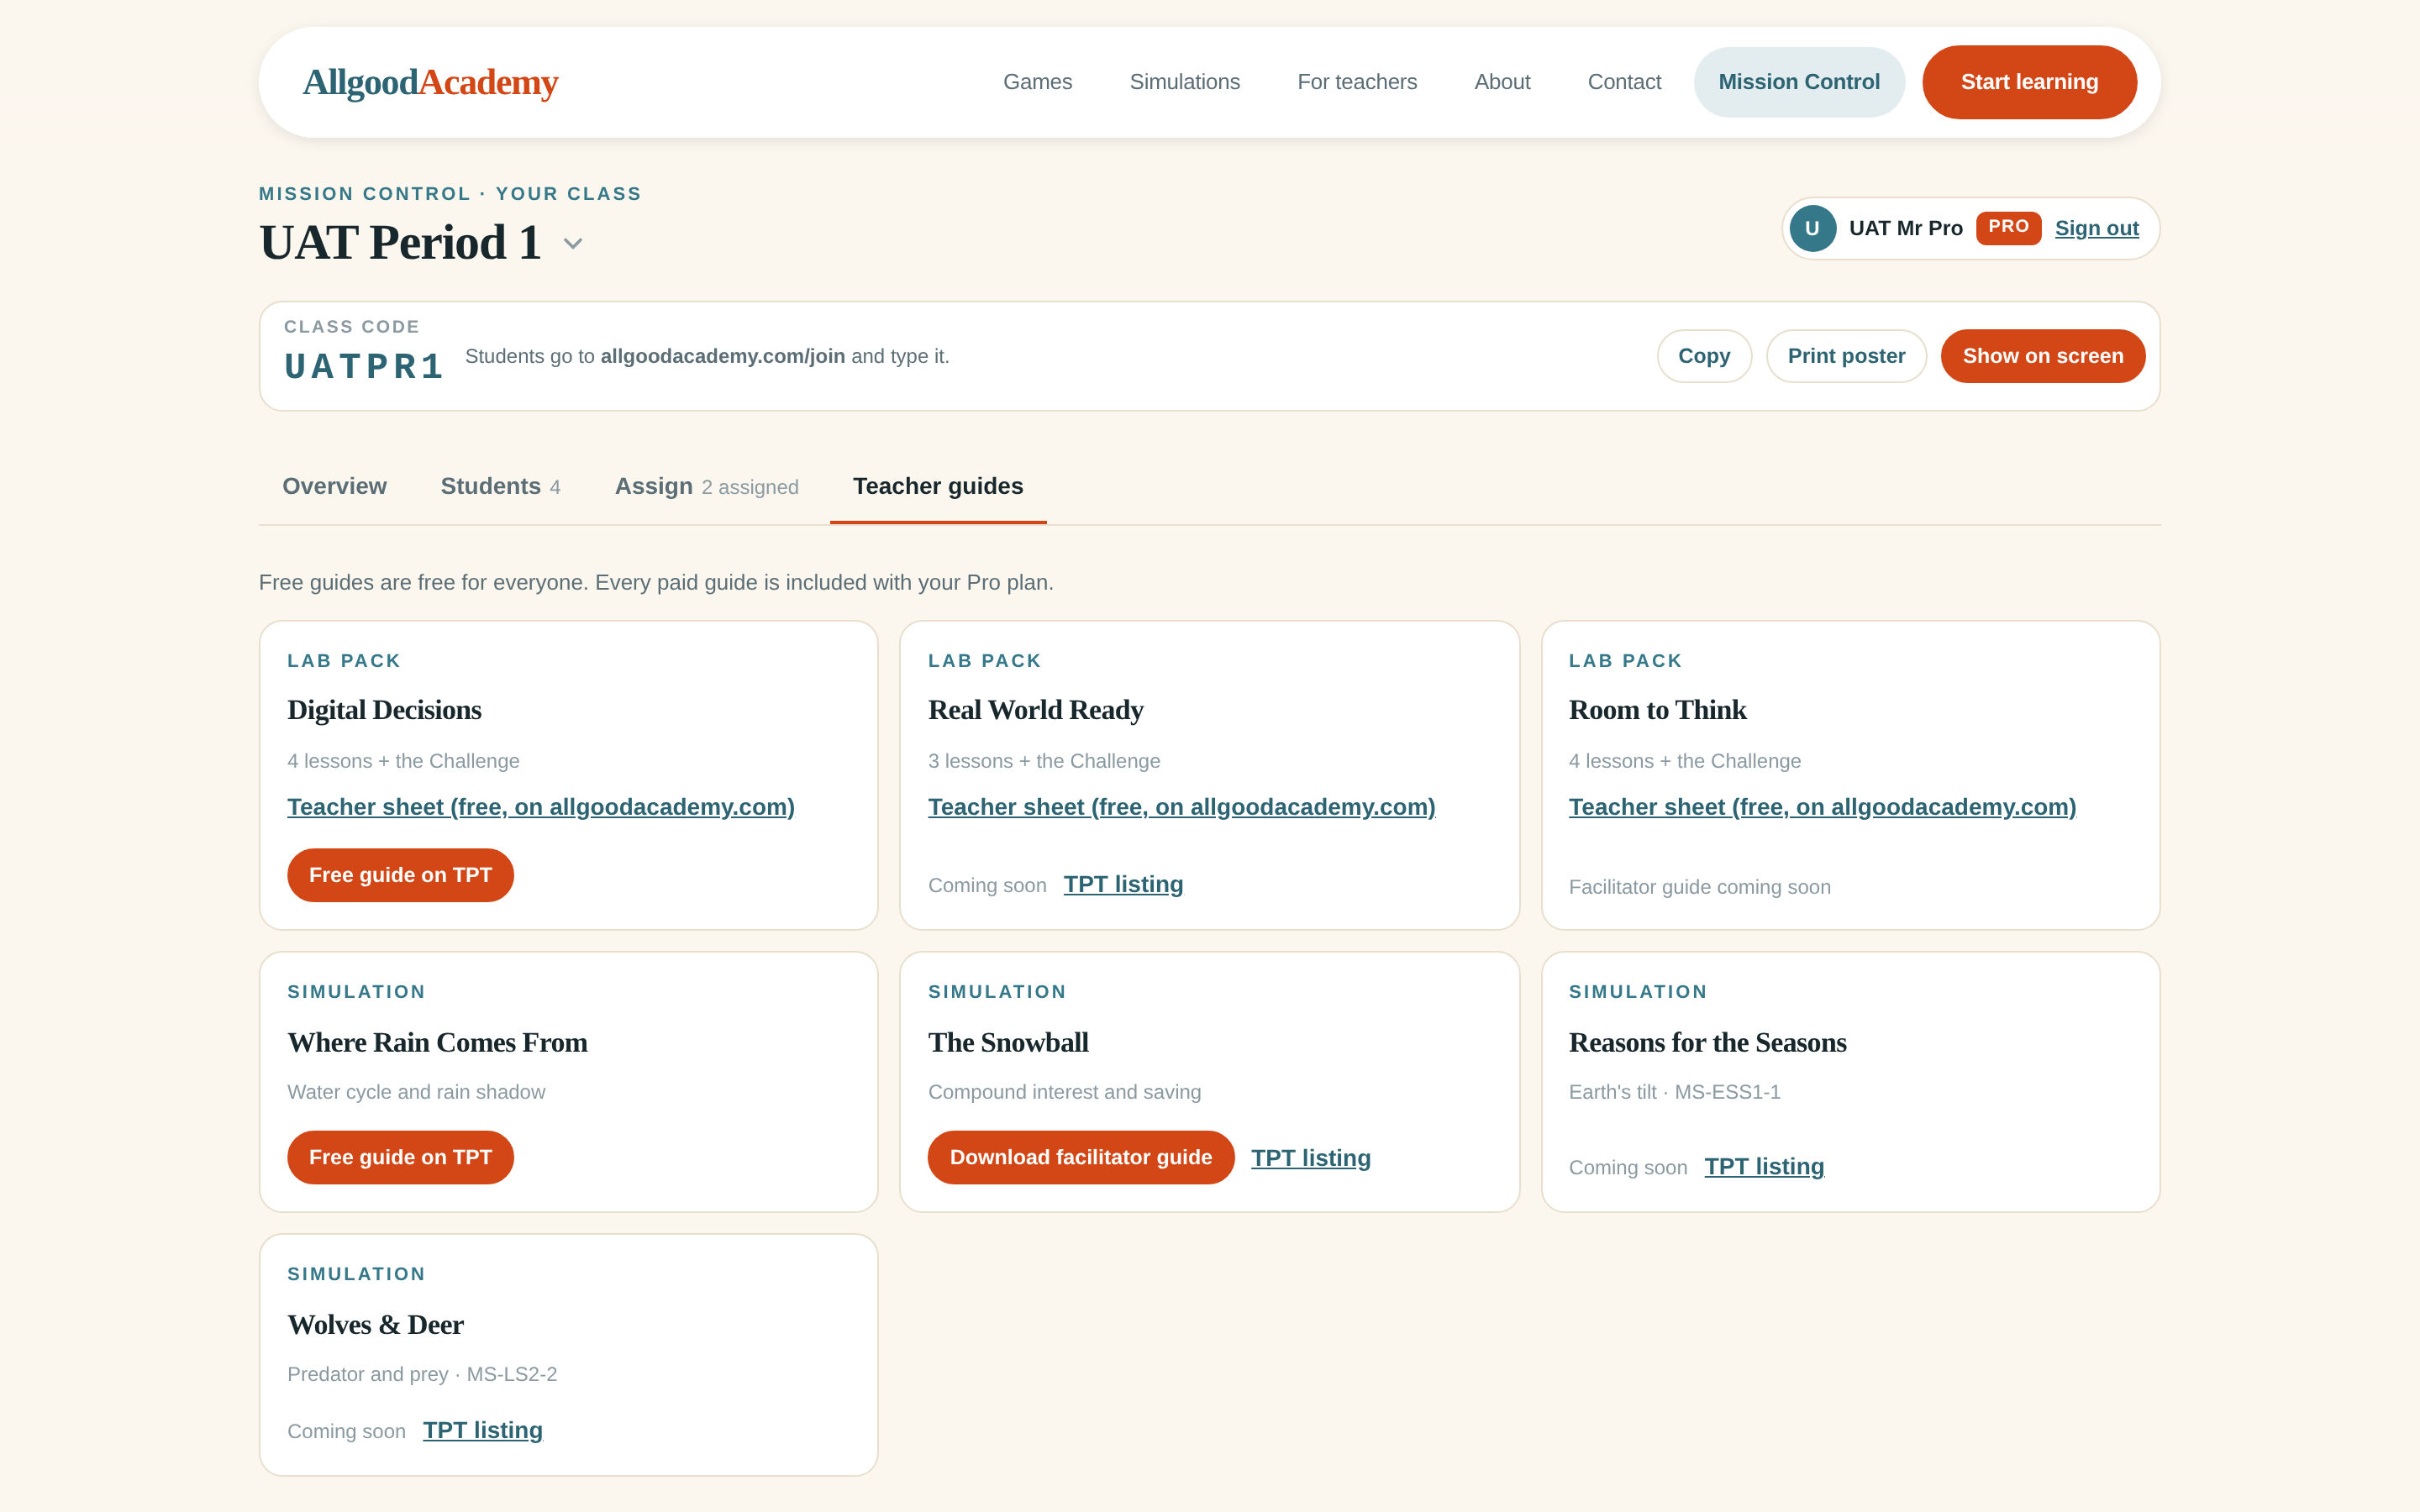 AllgoodAcademy
Games
Simulations
For teachers
About
Contact
Mission Control
Start learning
MISSION CONTROL · YOUR CLASS
UAT Period 1
U
UAT Mr Pro
PRO
Sign out
CLASS CODE
UATPR1
Students go to allgoodacademy.com/join and type it.
Copy
Print poster
Show on screen
Overview
Students 4
Assign 2 assigned
Teacher guides
Free guides are free for everyone. Every paid guide is included with your Pro plan.
LAB PACK
Digital Decisions
4 lessons + the Challenge
Teacher sheet (free, on allgoodacademy.com)
Free guide on TPT
LAB PACK
Real World Ready
3 lessons + the Challenge
Teacher sheet (free, on allgoodacademy.com)
Coming soon TPT listing
LAB PACK
Room to Think
4 lessons + the Challenge
Teacher sheet (free, on allgoodacademy.com)
Facilitator guide coming soon
SIMULATION
Where Rain Comes From
Water cycle and rain shadow
Free guide on TPT
SIMULATION
The Snowball
Compound interest and saving
Download facilitator guide TPT listing
SIMULATION
Reasons for the Seasons
Earth's tilt · MS-ESS1-1
Coming soon TPT listing
SIMULATION
Wolves & Deer
Predator and prey · MS-LS2-2
Coming soon TPT listing